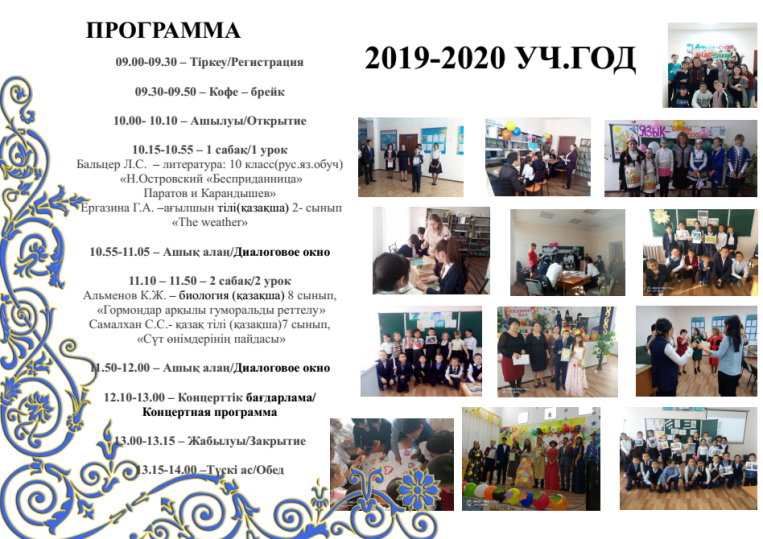 ПРОГРАММА
09.00-09.30 – Тіркеу/Регистрация
09.30-09.50 – Кофе – брейк
10.00- 10.10 – Ашылуы/Открытие
10.15-10.55 – 1 сабақ/1 урок
Бальцер Л.С. – литература: 10 класс(рус.яз.обуч)
«Н.Островский «Бесприданница»
Паратов и Карандышев»
Ергазина Г.А. –ағылшын тілі(қазақша) 2- сынып
«The weather»
10.55-11.05 – Ашық алаң/Диалоговое окно
11.10 – 11.50 – 2 сабақ/2 урок
Альменов К.Ж. – биология (қазақша) 8 сынып,
«Гормондар арқылы гуморальды реттелу»
Самалхан С.С.- қазақ тілі (қазақша)7 сынып,
«Сүт өнімдерінің пайдасы»
11.50-12.00 – Ашық алаң/Диалоговое окно
12.10-13.00 – Концерттік бағдарлама/
Концертная программа
13.00-13.15 – Жабылуы/Закрытие
13.15-14.00 –Түскі ас/Обед
2019-2020 УЧ.ГОД
ЯЗЫК